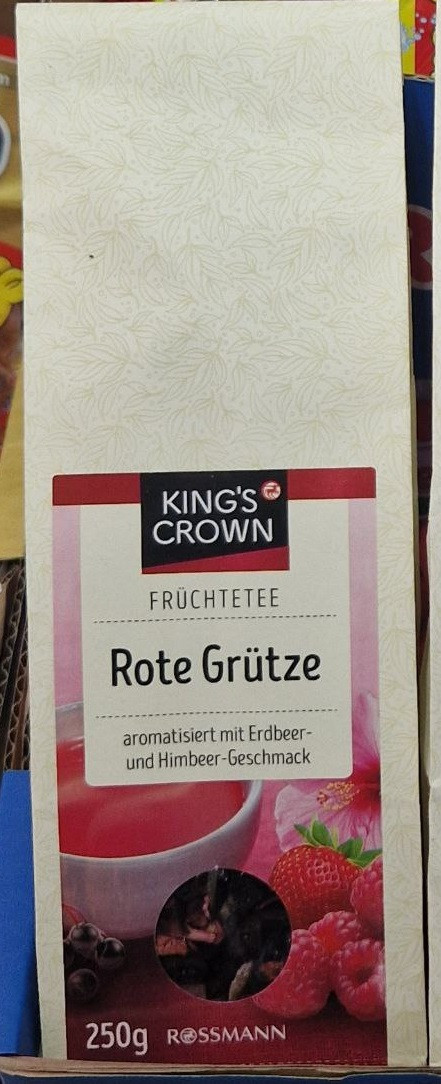 KING'S
CROWN
FRÜCHTETEE
Rote Grütze
aromatisiert mit Erdbeer-
und Himbeer-Geschmack
250g ROSSMANN